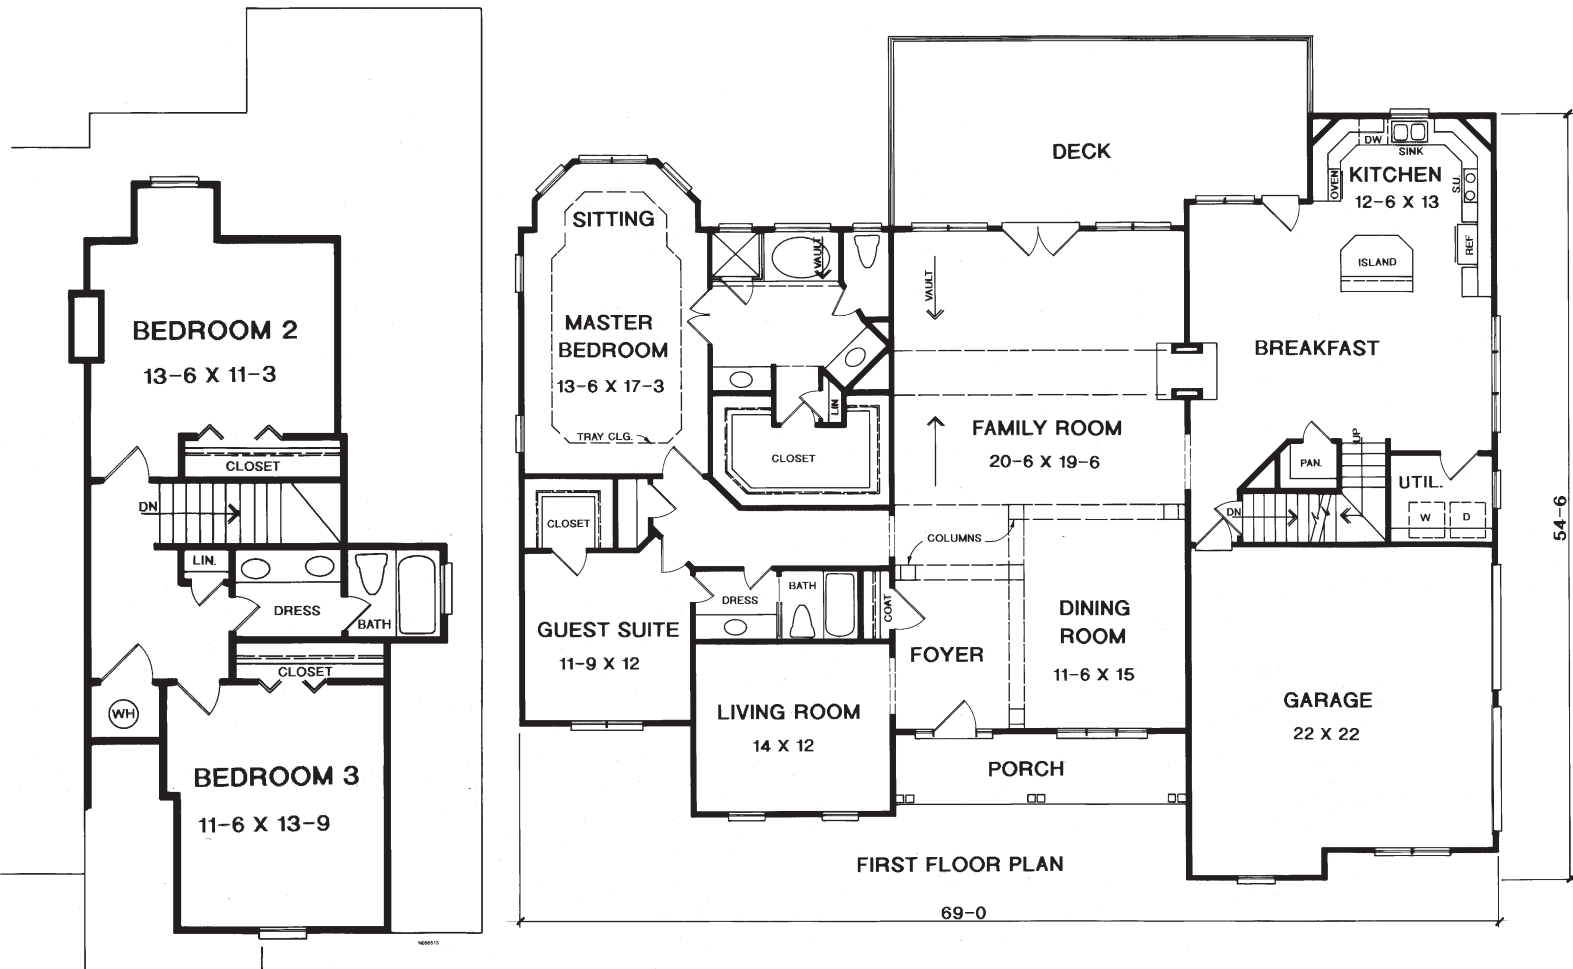 BEDROOM 2
13-6 X 11-3
CLOSET
DN
LIN.
DRESS
BATH
CLOSET
WH
BEDROOM 3
11-6 X 13-9
N066513
DECK
SITTING
VAULT
MASTER
BEDROOM
13-6 X 17-3
TRAY CLG.
LIN
CLOSET
VAULT
FAMILY ROOM
20-6 X 19-6
DW
SINK
OVEN
KITCHEN
12-6 X 13
S.U.
REF
ISLAND
BREAKFAST
UP
PAN.
UTIL.
W
D
DN
CLOSET
COLUMNS
DRESS
BATH
COAT
GUEST SUITE
11-9 X 12
FOYER
DINING
ROOM
11-6 X 15
LIVING ROOM
14 X 12
GARAGE
22 X 22
PORCH
FIRST FLOOR PLAN
69-0
54-6